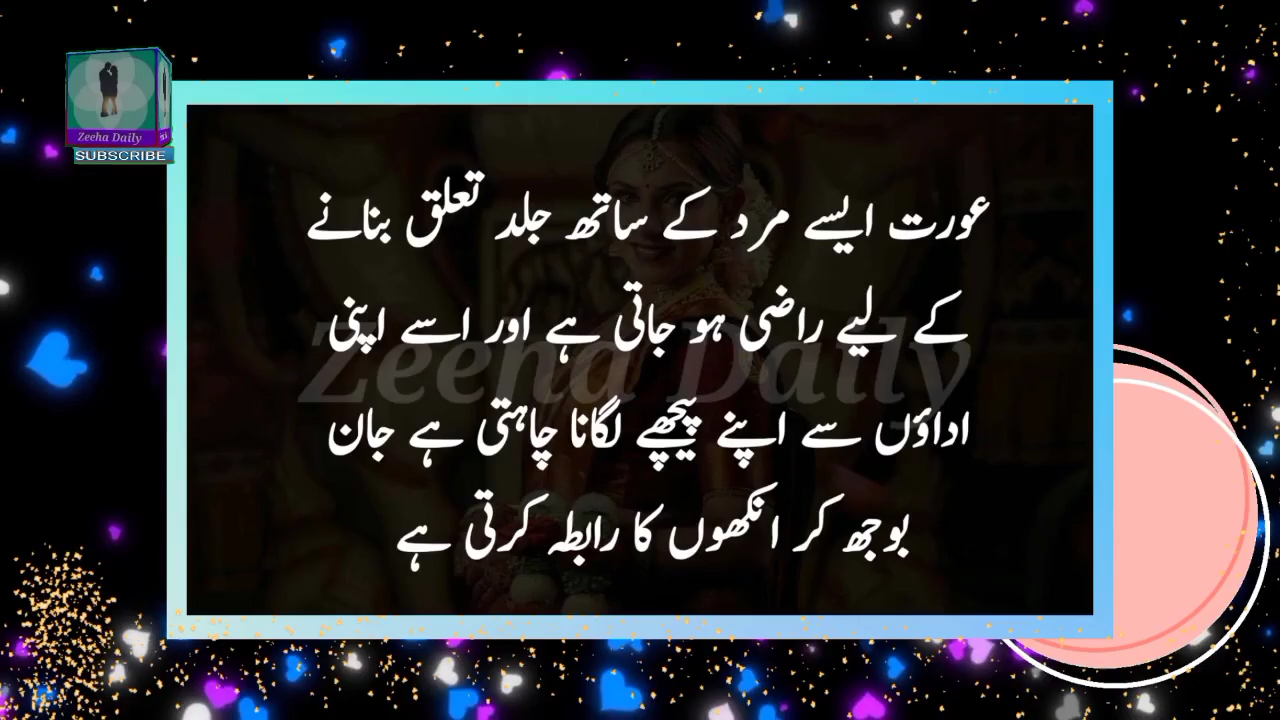 Zeeha Daily
SUBSCRIBE
عورت ایسے مرد کے ساتھ جلد تعلق بنانے
کے لیے راضی ہو جاتی ہے اور اسے اپنی
Zeeha Daily
اداؤں سے اپنے پیچھے لگانا چاہتی ہے جان
بوجھ کر انکھوں کا رابطہ کرتی ہے